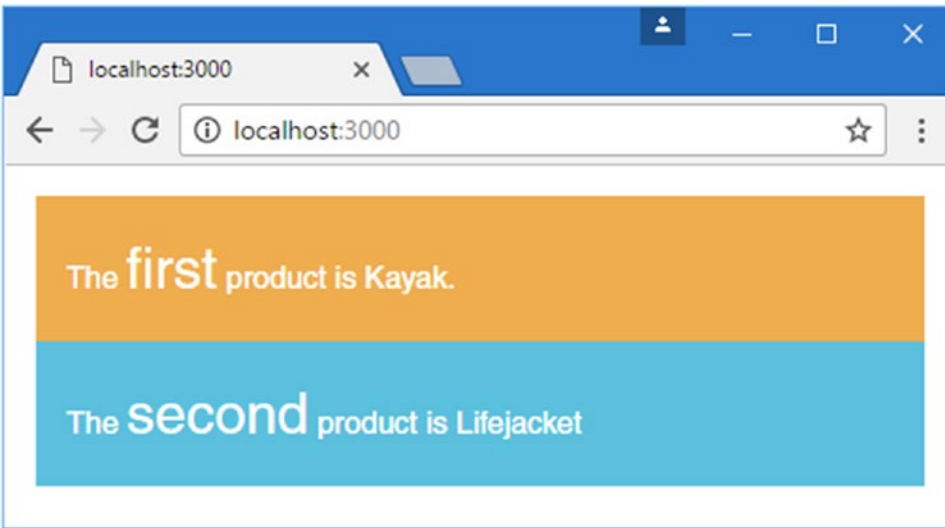 localhost:3000
localhost:3000
The first product is Kayak.
The second product is Lifejacket